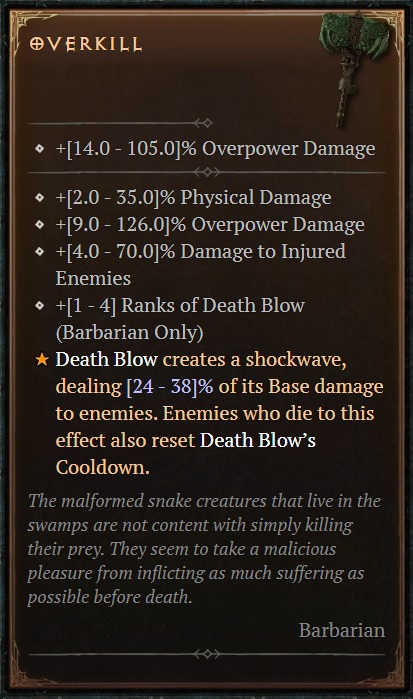 OVERKILL
+[14.0 - 105.0]% Overpower Damage
+[2.0 - 35.0]% Physical Damage
+[9.0 - 126.0]% Overpower Damage
+[4.0 - 70.0]% Damage to Injured
Enemies
+[1 - 4] Ranks of Death Blow
(Barbarian Only)
Death Blow creates a shockwave,
dealing [24 - 38]% of its Base damage
to enemies. Enemies who die to this
effect also reset Death Blow's
Cooldown.
The malformed snake creatures that live in the
swamps are not content with simply killing
their prey. They seem to take a malicious
pleasure from inflicting as much suffering as
possible before death.
Barbarian